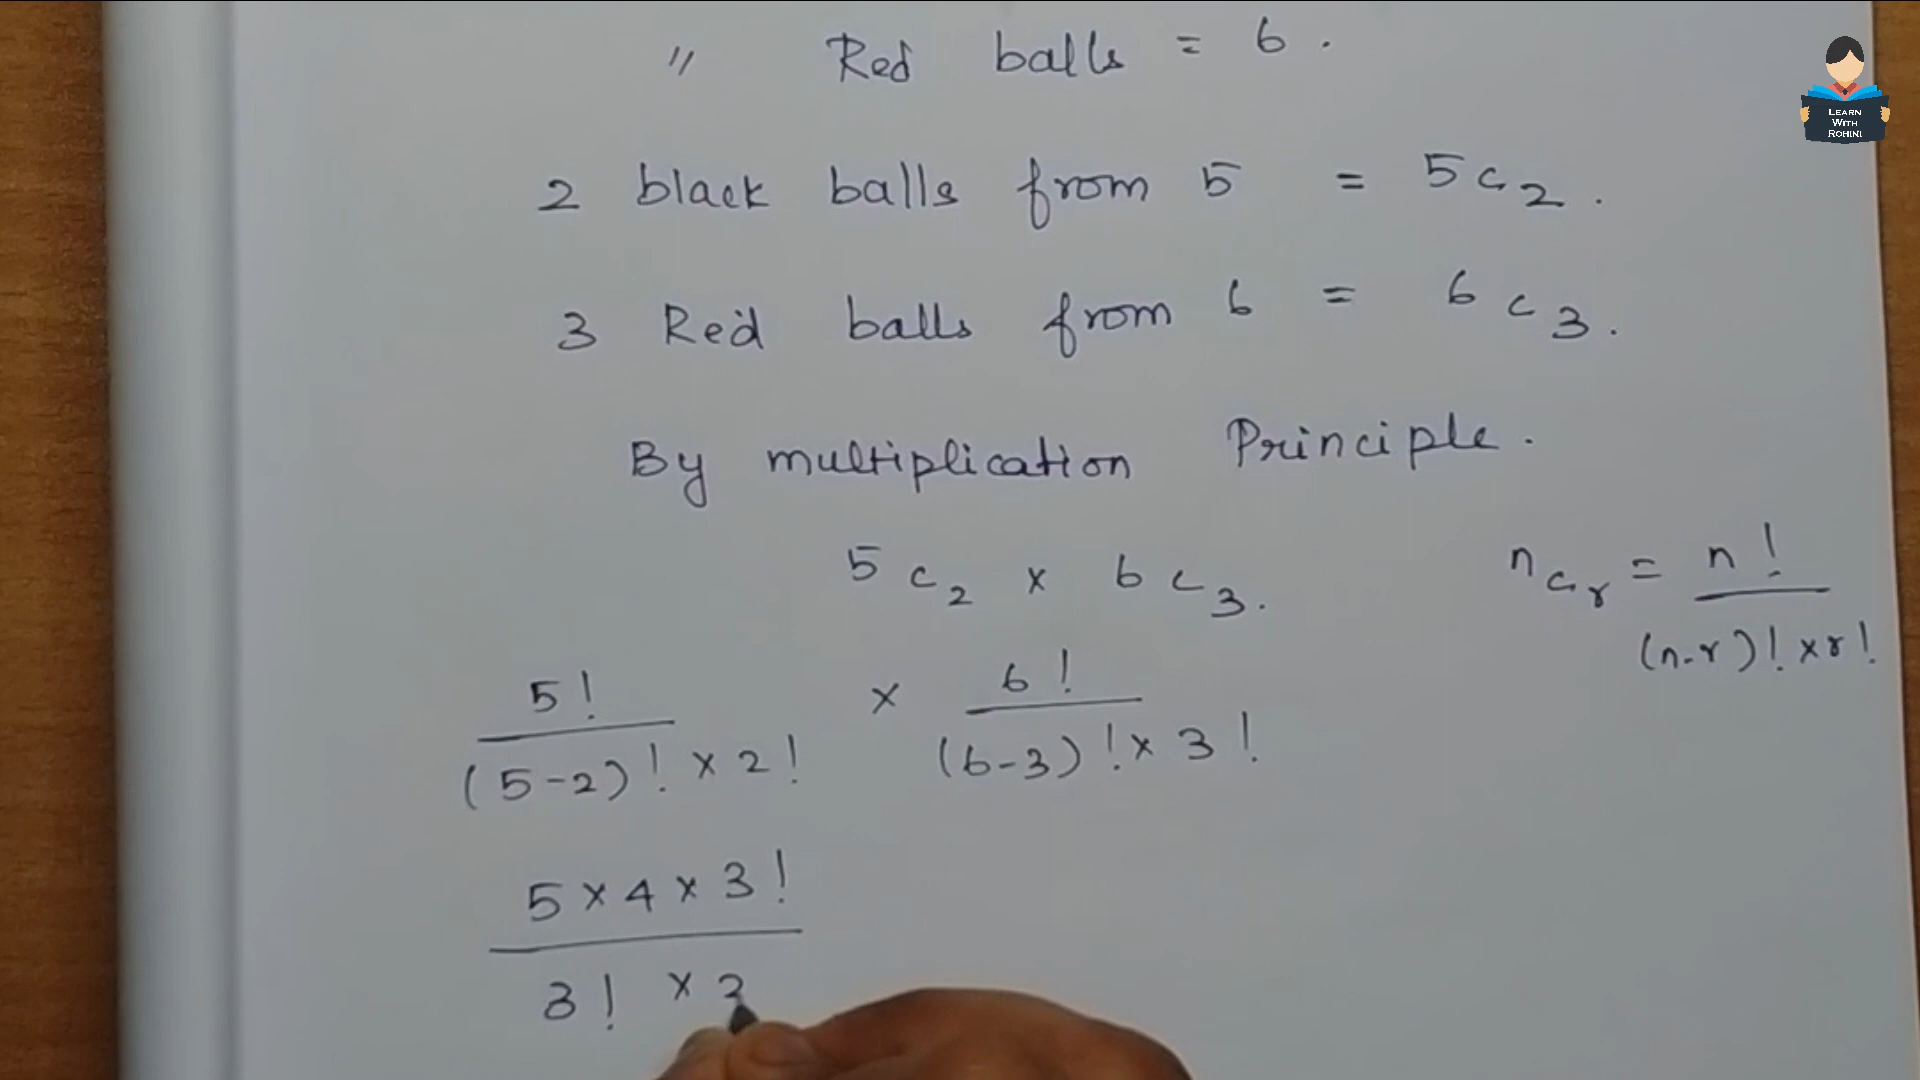 〃 Red balls = 6 .
LEARN
WITH
ROHINI
2 black balls from 5 = 5c₂ .
3 Red balls from 6 = 6c₃ .
By multiplication Principle .
5c₂ × 6c₃ .
ncᵣ = n! / (n-r)! × r!
5! / (5-2)! × 2! × 6! / (6-3)! × 3!
5 × 4 × 3!
3! ×